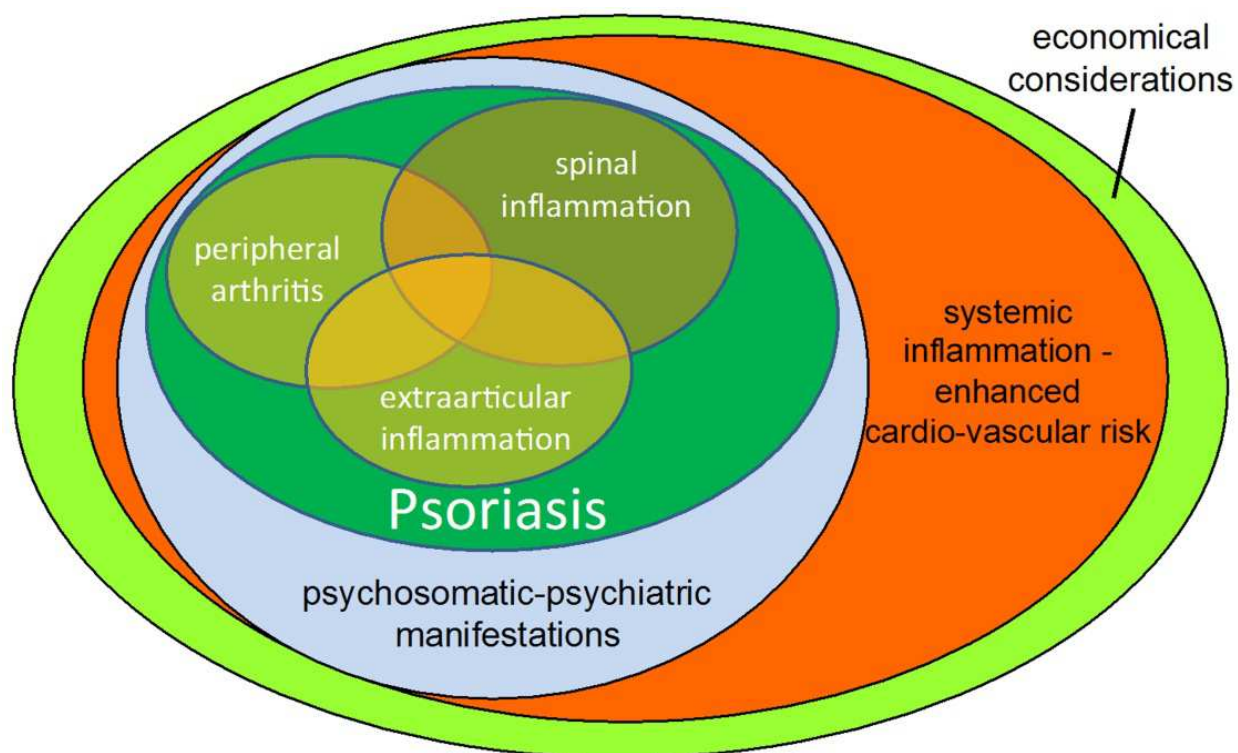 economical
considerations
spinal
inflammation
peripheral
arthritis
extraarticular
inflammation
Psoriasis
systemic
inflammation -
enhanced
cardio-vascular risk
psychosomatic-psychiatric
manifestations